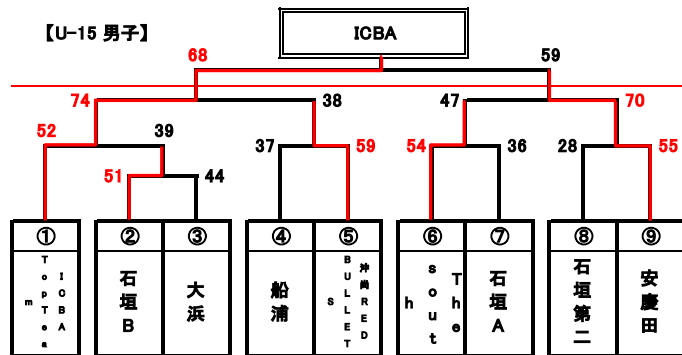 【U-15 男子】
ICBA
68
59
74
38
47
70
52
39
37
59
54
36
28
55
51
44
①
②
③
④
⑤
⑥
⑦
⑧
⑨
ICBA
TopTeam
石垣B
大浜
船浦
沖尚RED
BULLETS
The
south
石垣A
石垣第二
安慶田